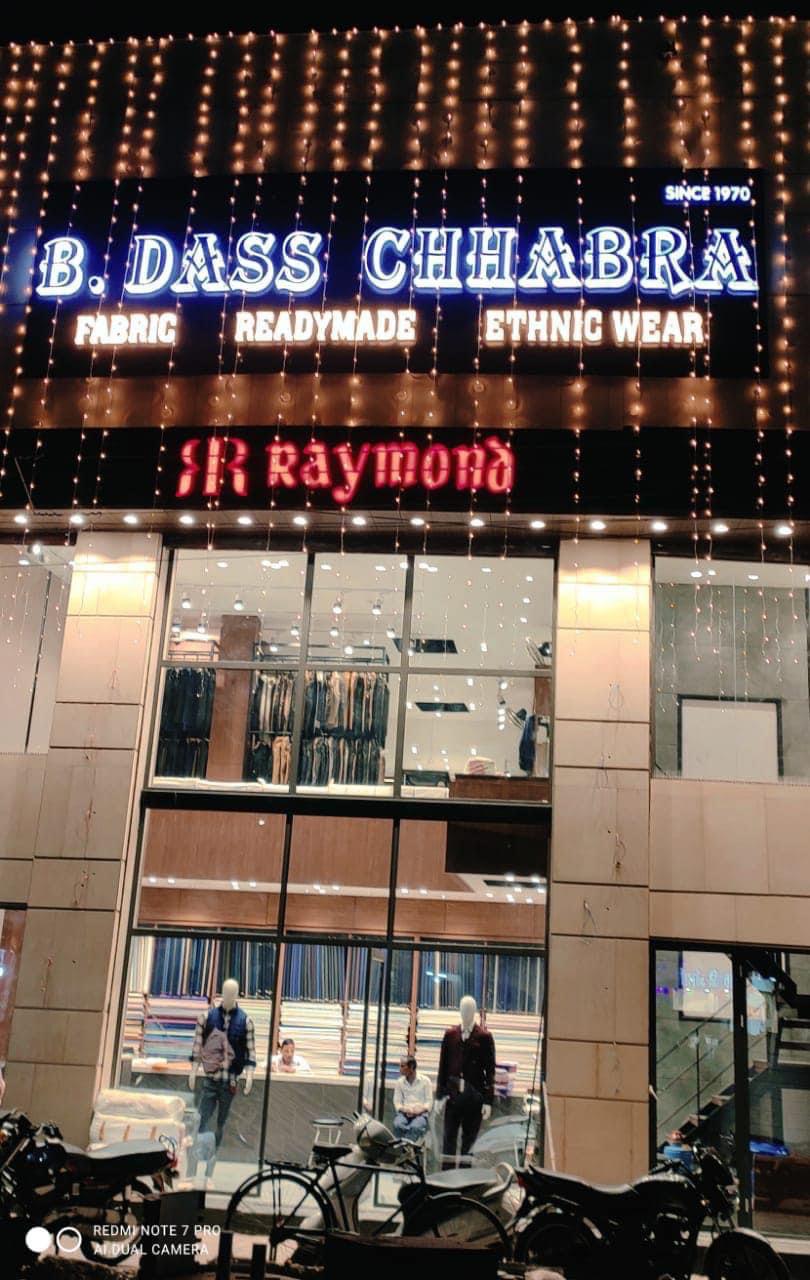 SINCE 1970
B. DASS CHHABRA
FABRIC READYMADE ETHNIC WEAR
R Raymond
REDMI NOTE 7 PRO
AI DUAL CAMERA